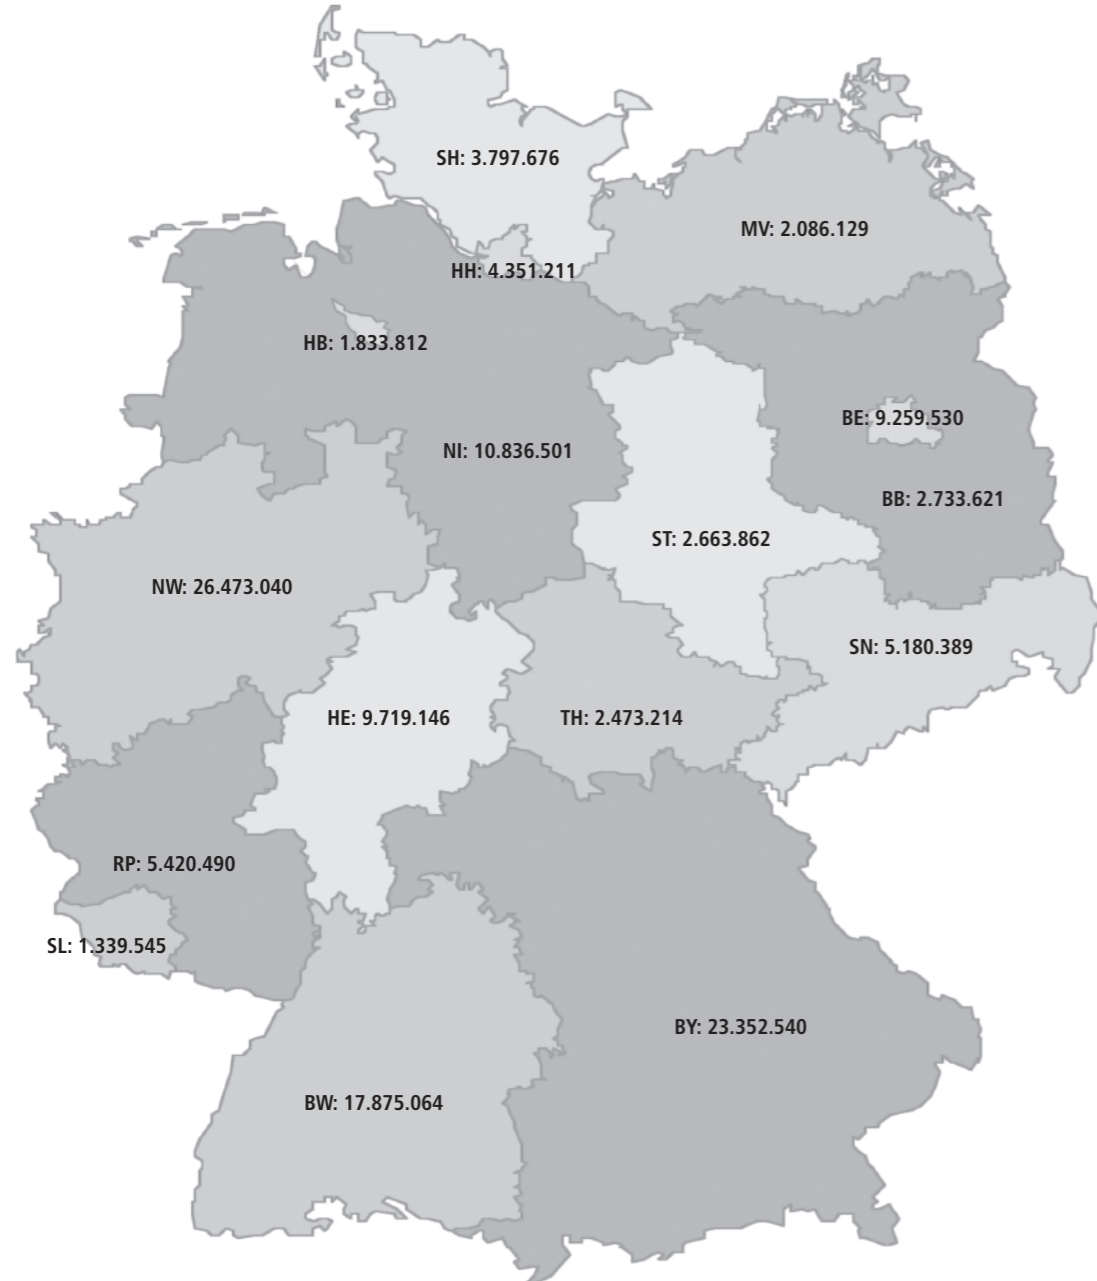 SH: 3.797.676
MV: 2.086.129
HH: 4.351.211
HB: 1.833.812
BE: 9.259.530
NI: 10.836.501
BB: 2.733.621
ST: 2.663.862
NW: 26.473.040
SN: 5.180.389
HE: 9.719.146
TH: 2.473.214
RP: 5.420.490
SL: 1.339.545
BY: 23.352.540
BW: 17.875.064